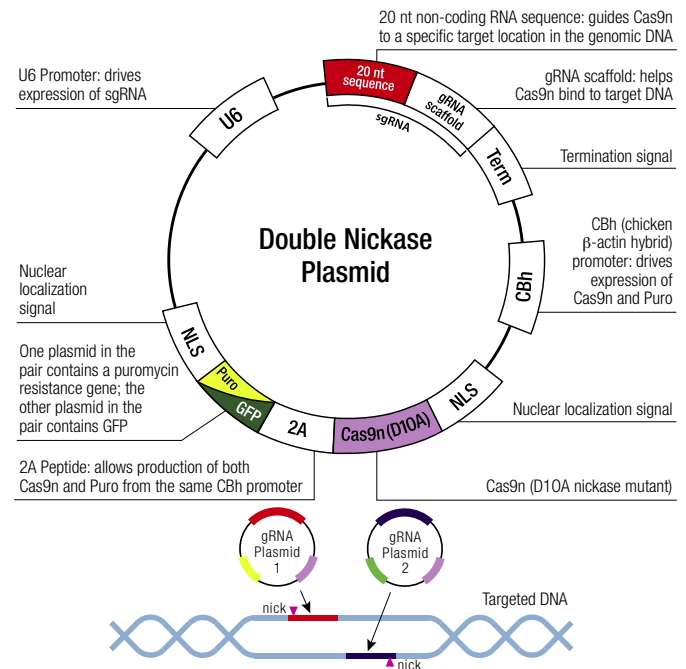 20 nt non-coding RNA sequence: guides Cas9n
to a specific target location in the genomic DNA
U6 Promoter: drives
expression of sgRNA
gRNA scaffold: helps
Cas9n bind to target DNA
20 nt
sequence
gRNA
scaffold
sgRNA
U6
Term
Termination signal
Double Nickase
Plasmid
CBh (chicken
β-actin hybrid)
promoter: drives
expression of
Cas9n and Puro
CBh
Nuclear
localization
signal
NLS
One plasmid in the
pair contains a puromycin
resistance gene; the
other plasmid in the
pair contains GFP
Puro
GFP
2A
Cas9n (D10A)
NLS
Nuclear localization signal
2A Peptide: allows production of both
Cas9n and Puro from the same CBh promoter
Cas9n (D10A nickase mutant)
gRNA
Plasmid
1
gRNA
Plasmid
2
Targeted DNA
nick
nick